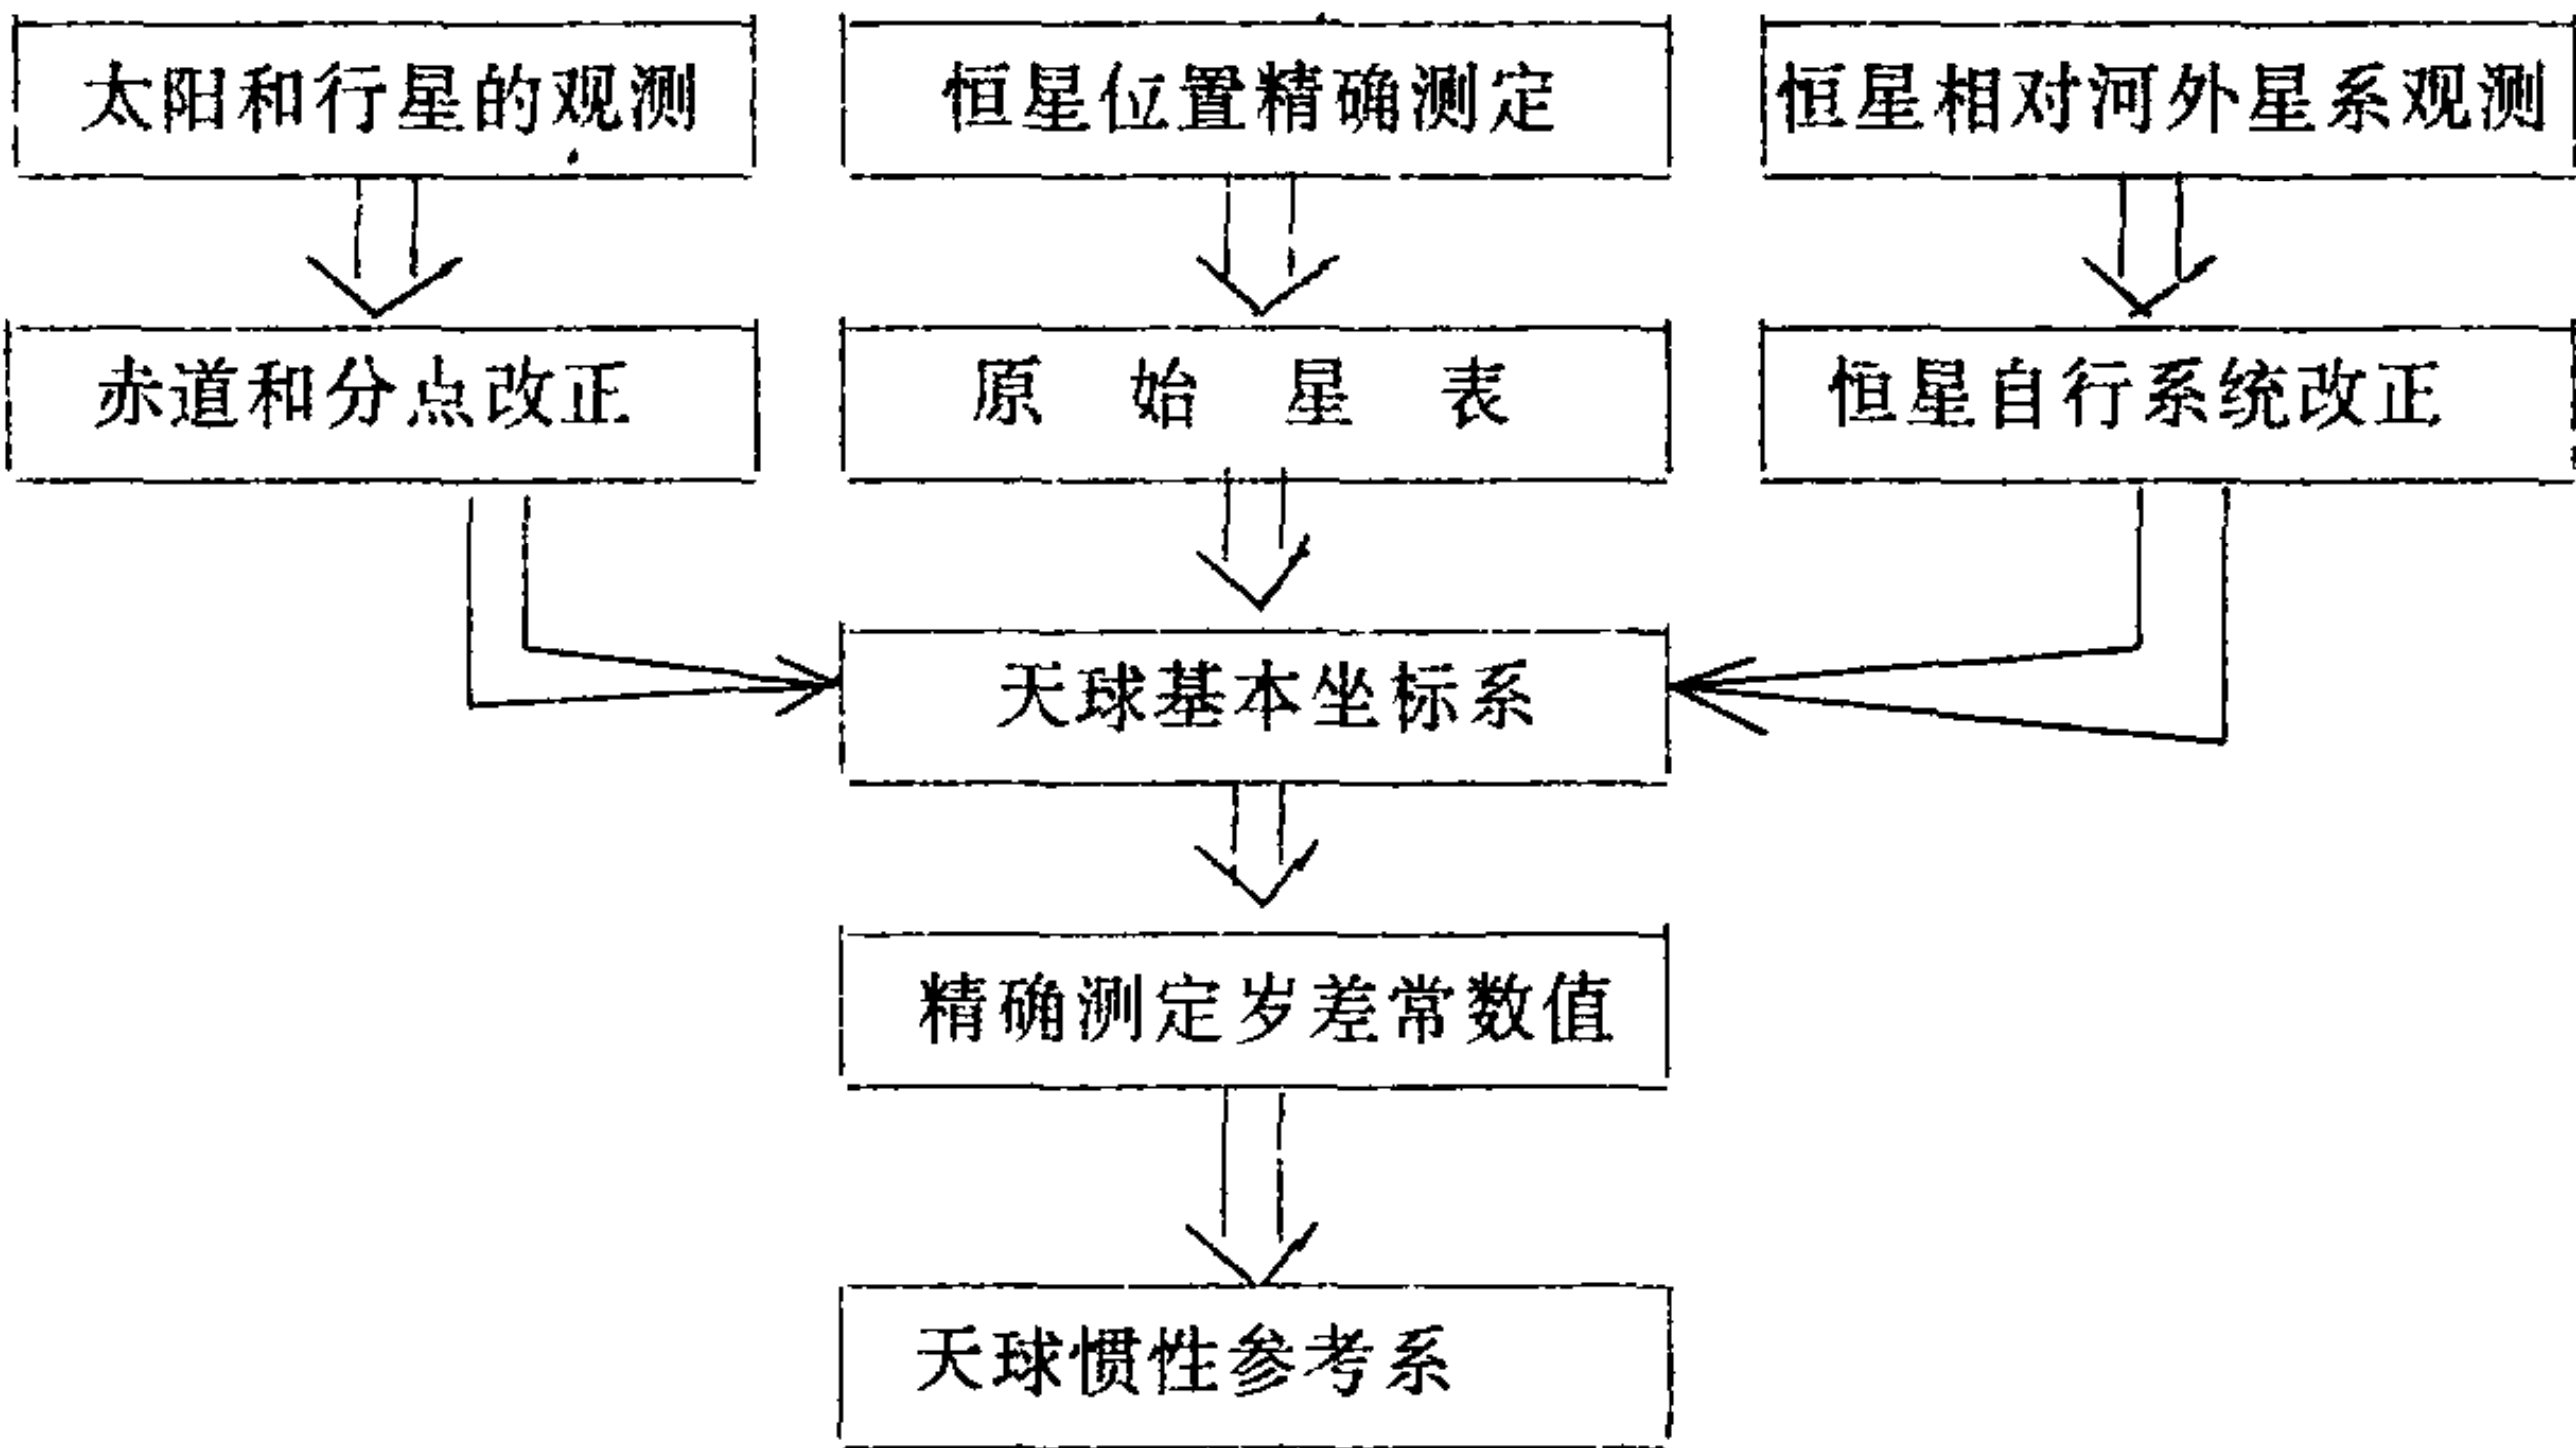 太阳和行星的观测
恒星位置精确测定
恒星相对河外星系观测
赤道和分点改正
原始星表
恒星自行系统改正
天球基本坐标系
精确测定岁差常数值
天球惯性参考系